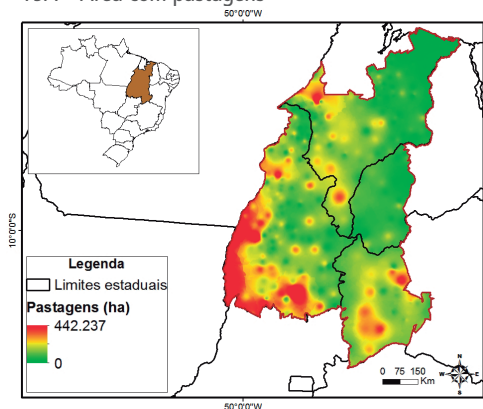 50°0'0"W
10°0'0"S
Legenda
Limites estaduais
Pastagens (ha)
442.237
0
N
W
E
S
0 75 150
Km
50°0'0"W